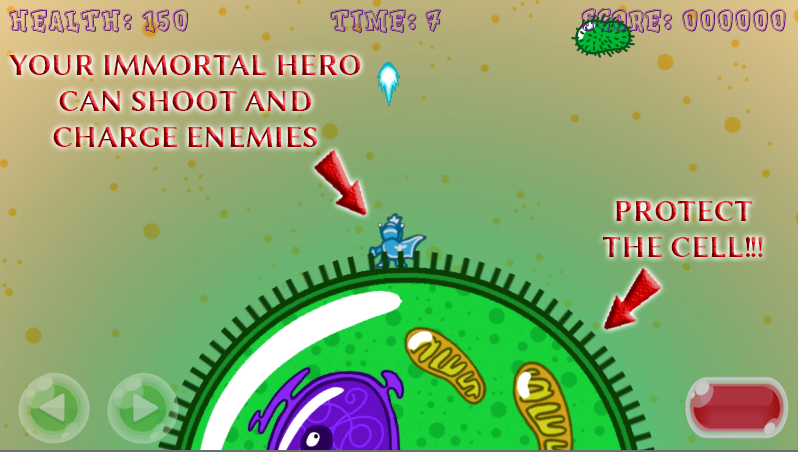 HEALTH: 150 TIME: 7 SCORE: 000000
YOUR IMMORTAL HERO
CAN SHOOT AND
CHARGE ENEMIES
PROTECT
THE CELL!!!